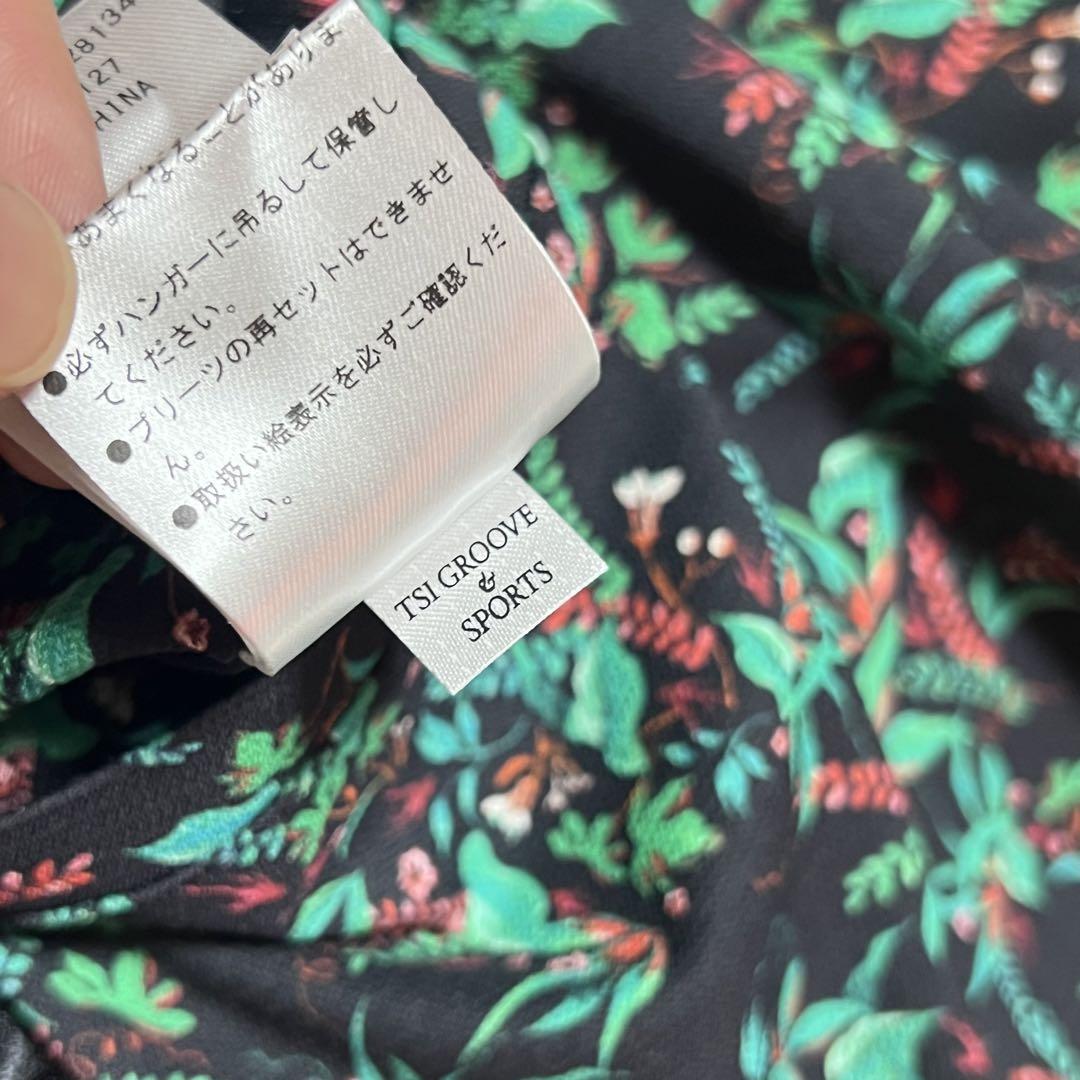 28134
127
HINA
あまくなることがありま
●必ずハンガーに吊るして保管し
てください。
●プリーツの再セットはできませ
ん。
●取扱い絵表示を必ずご確認くだ
さい。
TSI GROOVE
&
SPORTS